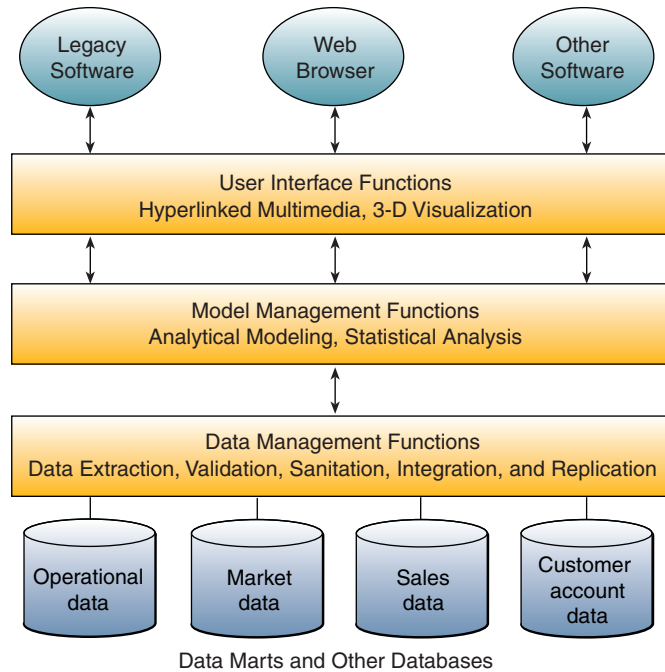 Legacy
Software
Web
Browser
Other
Software
User Interface Functions
Hyperlinked Multimedia, 3-D Visualization
Model Management Functions
Analytical Modeling, Statistical Analysis
Data Management Functions
Data Extraction, Validation, Sanitation, Integration, and Replication
Operational
data
Market
data
Sales
data
Customer
account
data
Data Marts and Other Databases